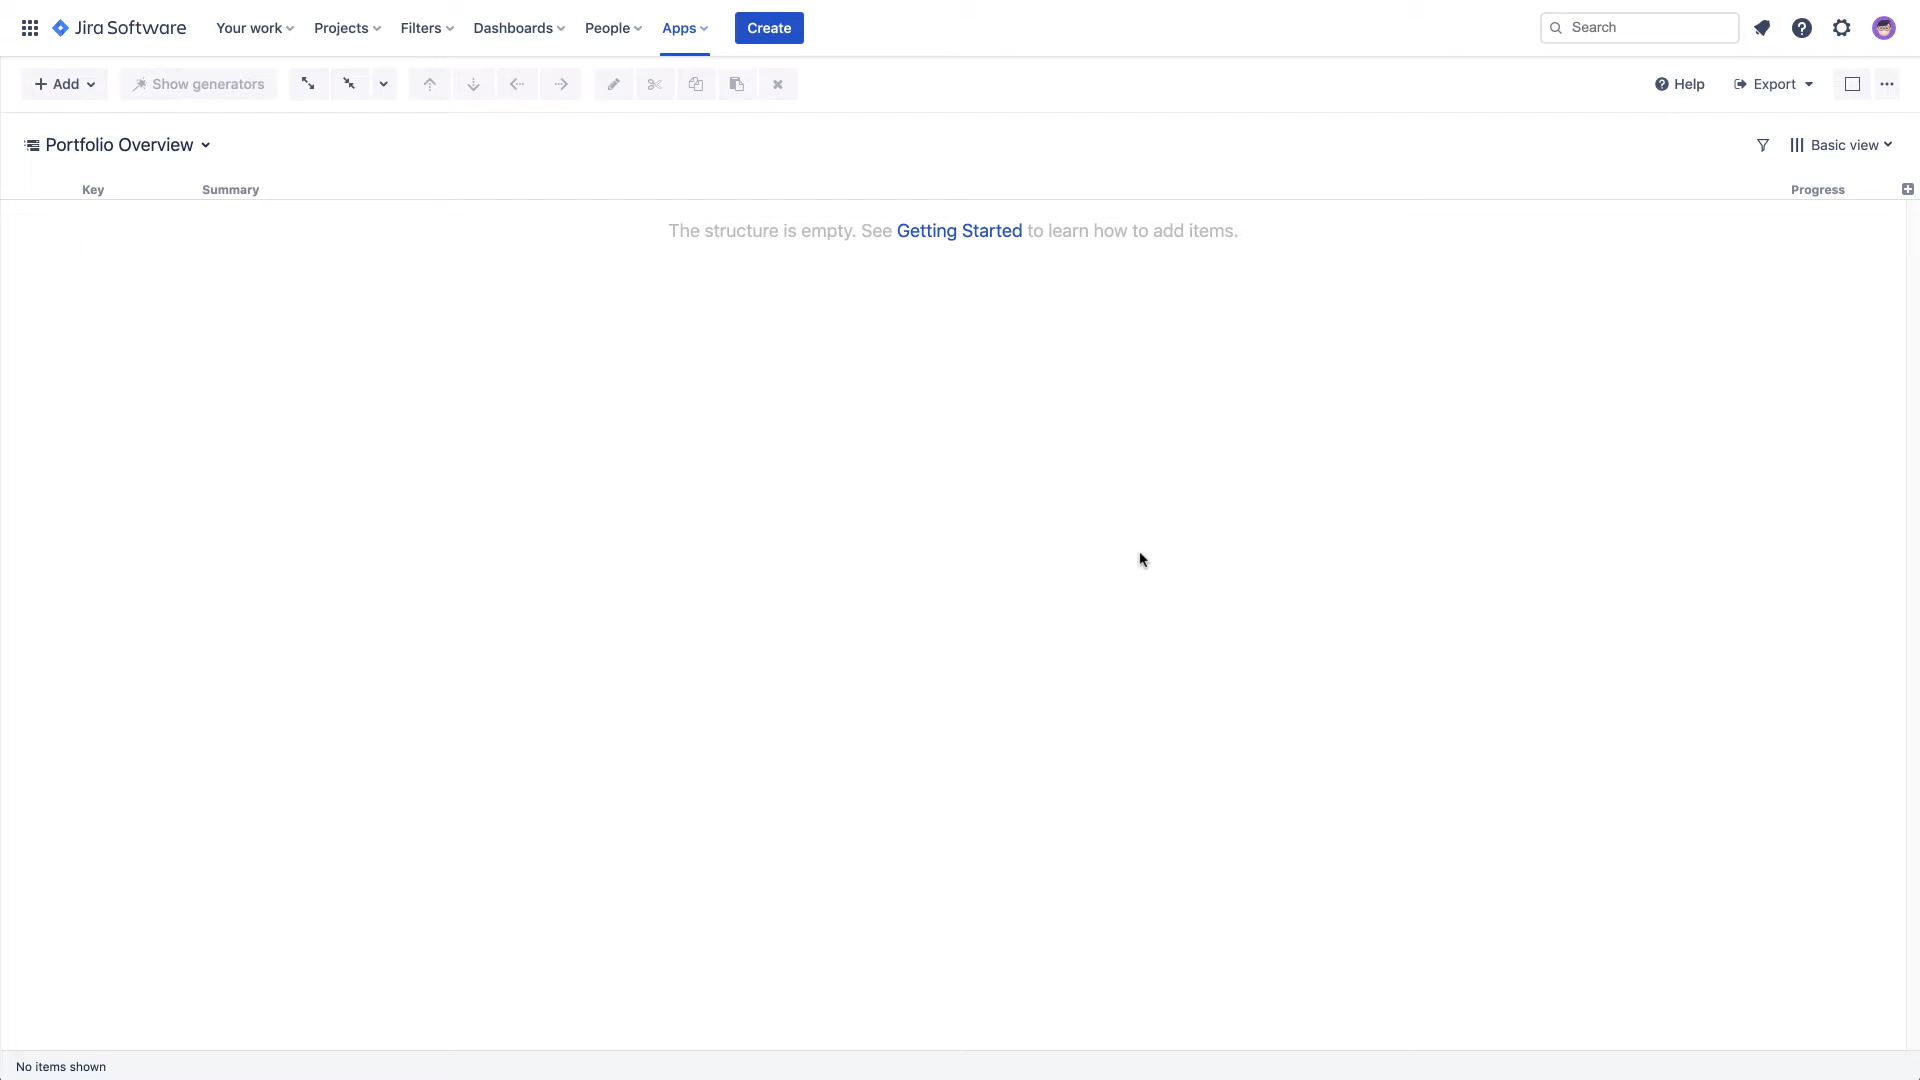 Jira Software Your work Projects Filters Dashboards People Apps Create Search
Add Show generators Help Export
Portfolio Overview Basic view
Key Summary Progress
The structure is empty. See Getting Started to learn how to add items.
No items shown